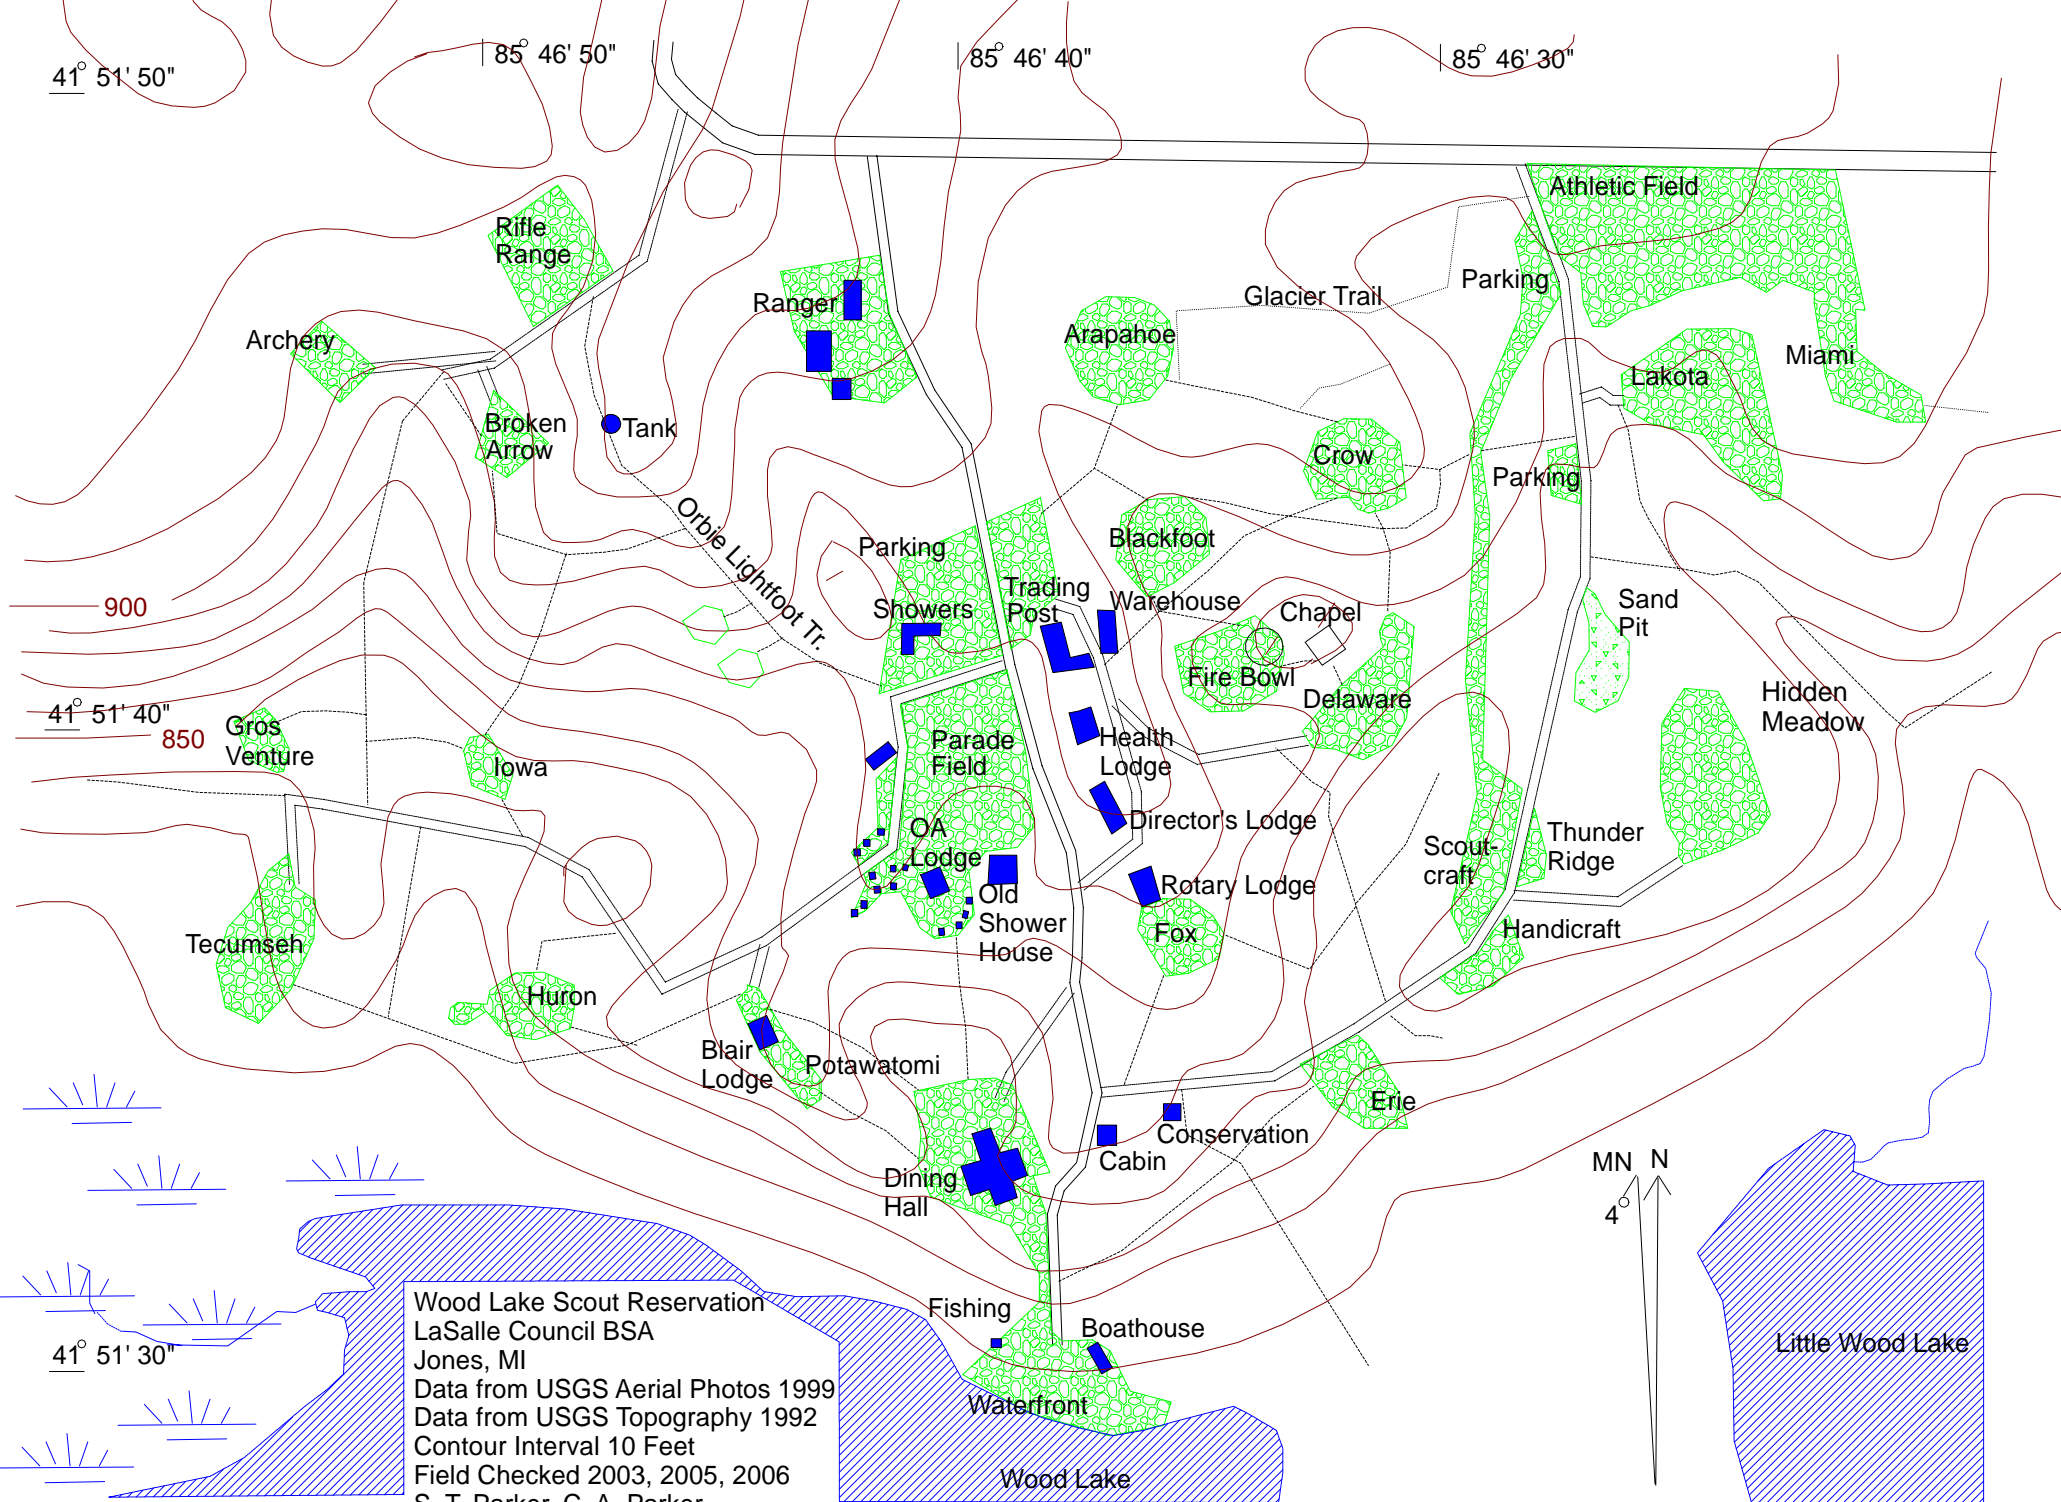 85° 46' 50"
85° 46' 40"
85° 46' 30"
41° 51' 50"
Athletic Field
Rifle
Range
Parking
Glacier Trail
Ranger
Archery
Arapahoe
Miami
Lakota
Broken
Arrow
Tank
Crow
Parking
Orbie Lightfoot Tr.
Parking
Blackfoot
Trading
Post
Warehouse
Showers
Chapel
Sand
Pit
900
Fire Bowl
Delaware
Hidden
Meadow
41° 51' 40"
850
Gros
Venture
Iowa
Parade
Field
Health
Lodge
Director's Lodge
OA
Lodge
Scout-
craft
Thunder
Ridge
Old
Shower
House
Rotary Lodge
Fox
Handicraft
Tecumseh
Huron
Blair
Lodge
Potawatomi
Erie
Conservation
Cabin
Dining
Hall
MN N
4°
Fishing
Boathouse
Waterfront
Wood Lake
Little Wood Lake
41° 51' 30"
Wood Lake Scout Reservation
LaSalle Council BSA
Jones, MI
Data from USGS Aerial Photos 1999
Data from USGS Topography 1992
Contour Interval 10 Feet
Field Checked 2003, 2005, 2006
S. T. Parker, C. A. Parker